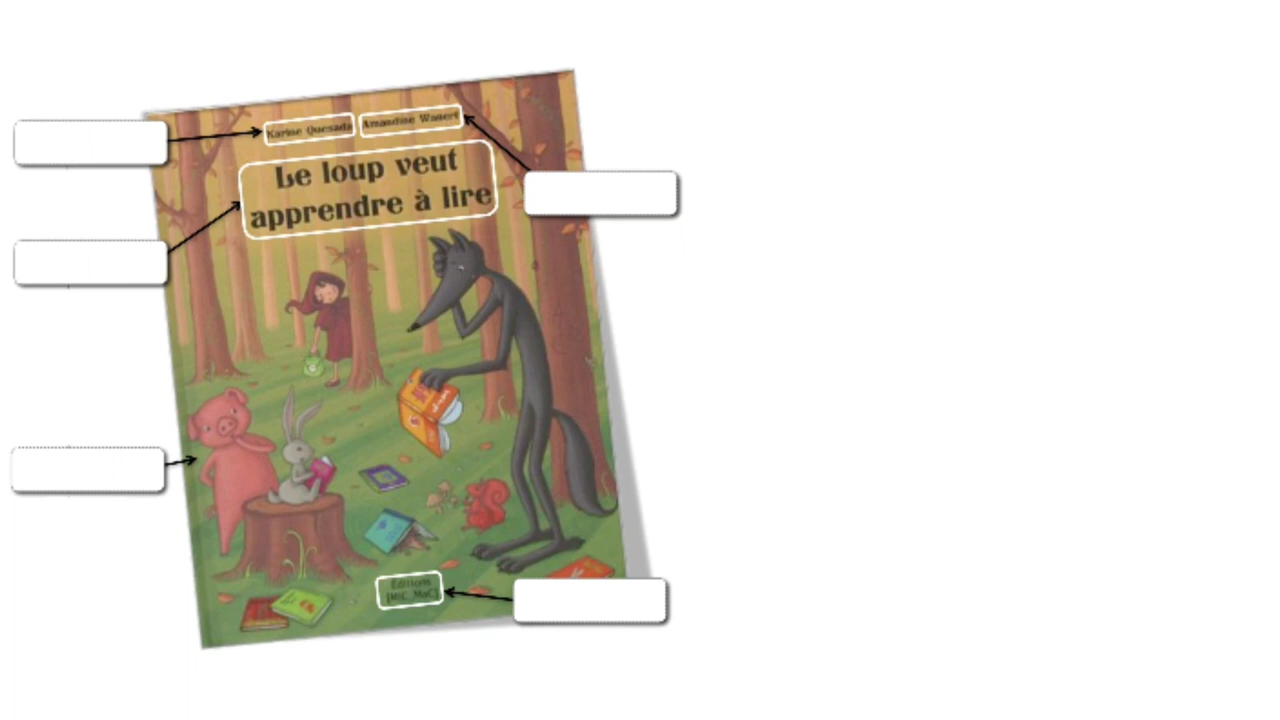 Karine Quesada Amandine Wanert
Le loup veut
apprendre à lire
Editions
[MiC_MaC]